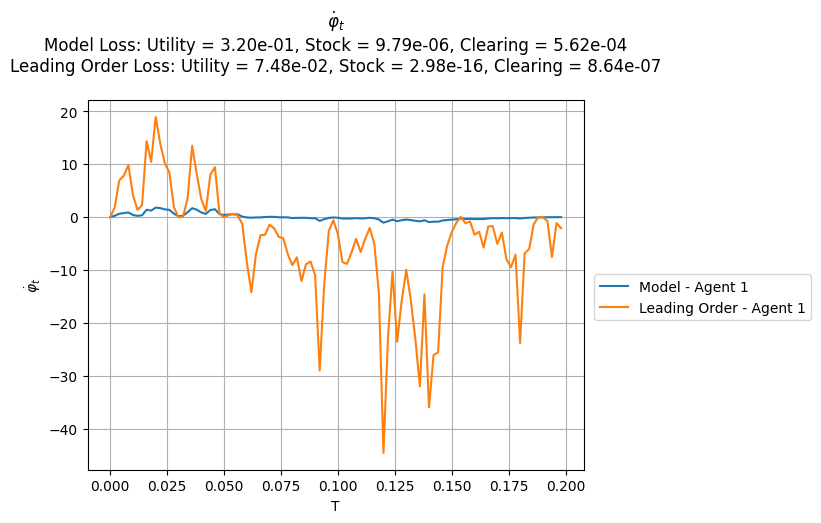 φ̇ₜ
Model Loss: Utility = 3.20e-01, Stock = 9.79e-06, Clearing = 5.62e-04
Leading Order Loss: Utility = 7.48e-02, Stock = 2.98e-16, Clearing = 8.64e-07
20
10
0
−10
−20
−30
−40
φ̇ₜ
0.000 0.025 0.050 0.075 0.100 0.125 0.150 0.175 0.200
T
Model - Agent 1
Leading Order - Agent 1